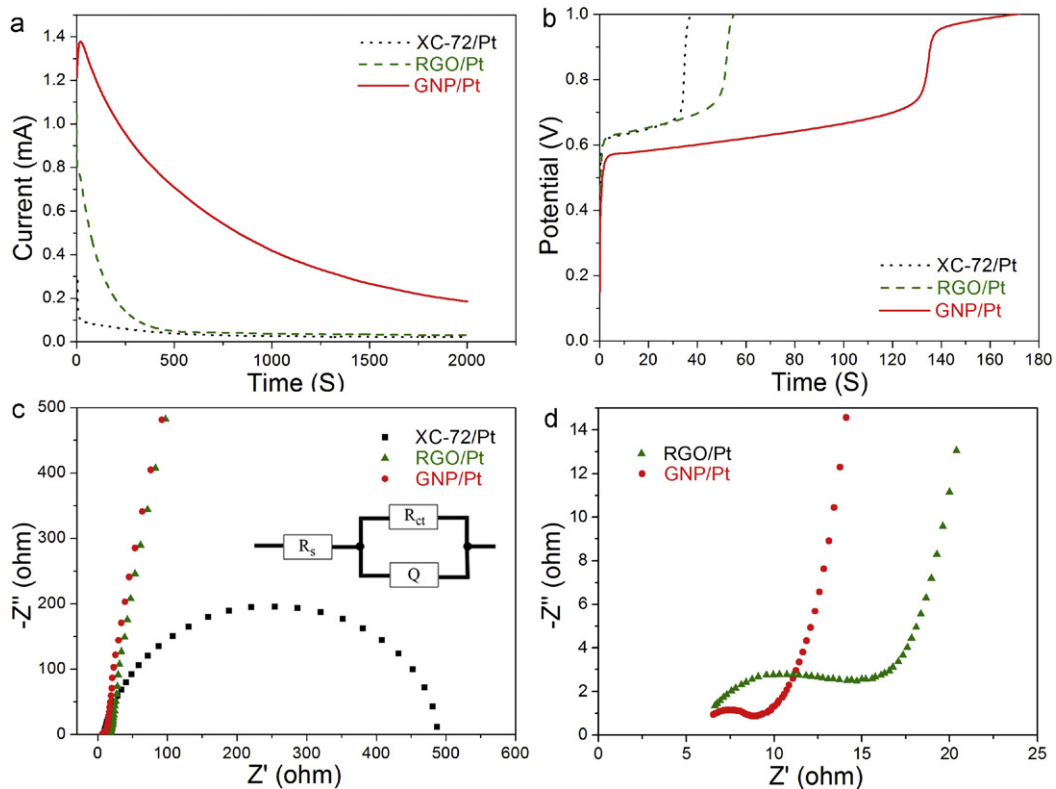 a
1.4
1.2
1.0
0.8
0.6
0.4
0.2
0.0
Current (mA)
0 500 1000 1500 2000
Time (S)
XC-72/Pt
RGO/Pt
GNP/Pt
b
1.0
0.8
0.6
0.4
0.2
0.0
Potential (V)
0 20 40 60 80 100 120 140 160 180
Time (S)
XC-72/Pt
RGO/Pt
GNP/Pt
c
500
400
300
200
100
0
-Z" (ohm)
0 100 200 300 400 500 600
Z' (ohm)
XC-72/Pt
RGO/Pt
GNP/Pt
Rs
Rct
Q
d
14
12
10
8
6
4
2
0
-Z" (ohm)
0 5 10 15 20 25
Z' (ohm)
RGO/Pt
GNP/Pt